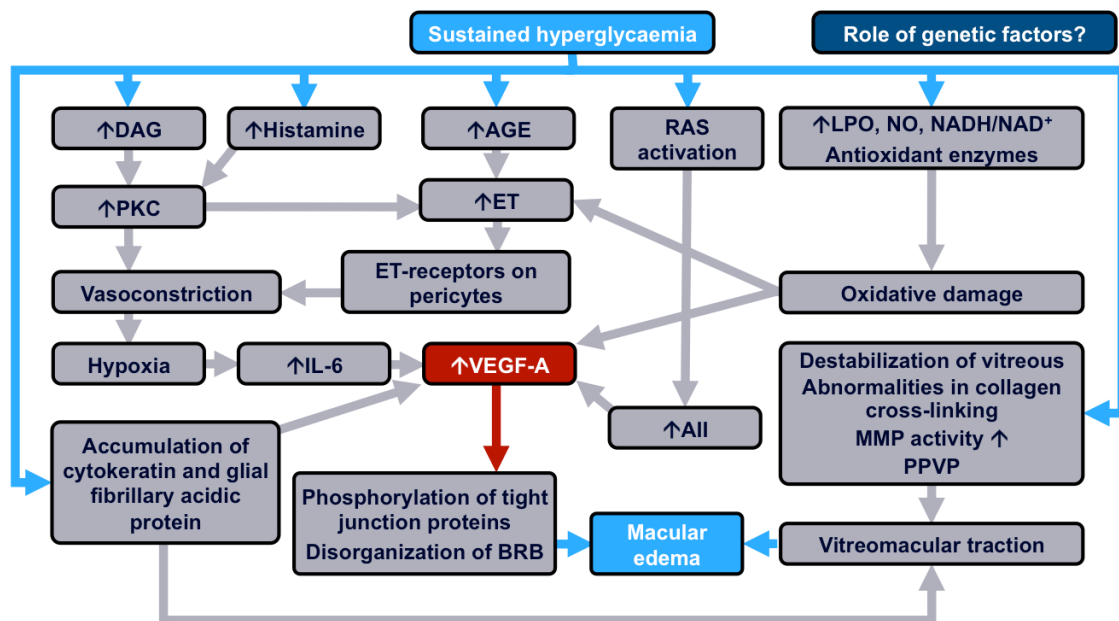 Sustained hyperglycaemia
Role of genetic factors?
↑DAG
↑Histamine
↑AGE
RAS
activation
↑LPO, NO, NADH/NAD⁺
Antioxidant enzymes
↑PKC
↑ET
Vasoconstriction
ET-receptors on
pericytes
Oxidative damage
Hypoxia
↑IL-6
↑VEGF-A
Destabilization of vitreous
Abnormalities in collagen
cross-linking
MMP activity ↑
PPVP
↑AII
Accumulation of
cytokeratin and glial
fibrillary acidic
protein
Phosphorylation of tight
junction proteins
Disorganization of BRB
Macular
edema
Vitreomacular traction